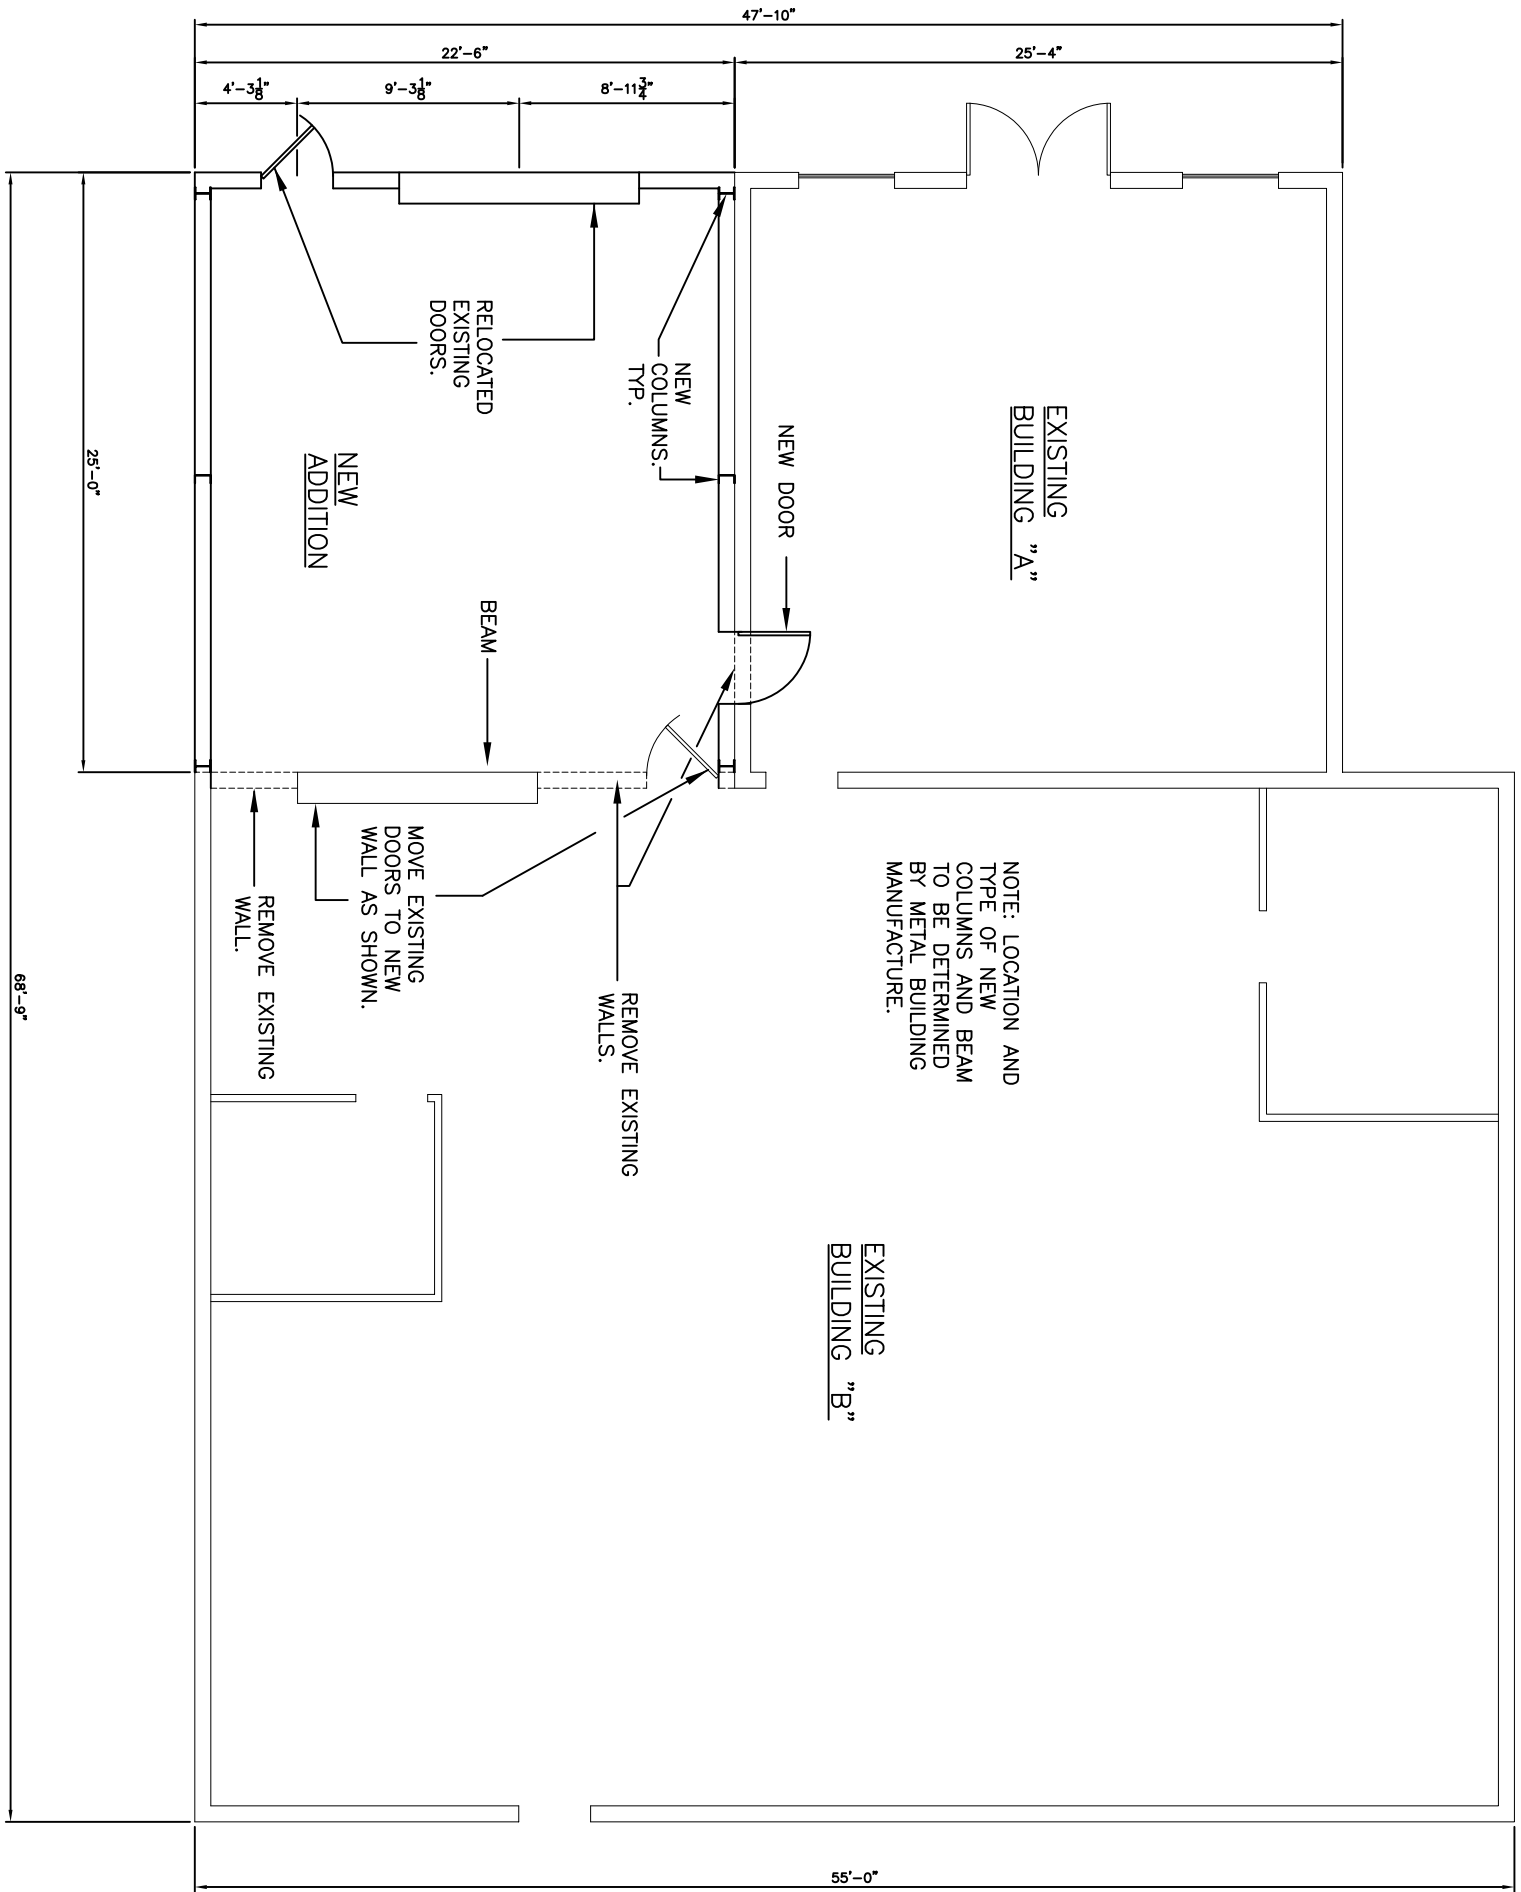 47'-10"
22'-6"
25'-4"
4'-3 1/8"
9'-3 1/8"
8'-11 3/4"
EXISTING
BUILDING "A"
NEW DOOR
NEW
COLUMNS.
TYP.
RELOCATED
EXISTING
DOORS.
NEW
ADDITION
BEAM
25'-0"
NOTE: LOCATION AND
TYPE OF NEW
COLUMNS AND BEAM
TO BE DETERMINED
BY METAL BUILDING
MANUFACTURE.
MOVE EXISTING
DOORS TO NEW
WALL AS SHOWN.
REMOVE EXISTING
WALL.
REMOVE EXISTING
WALLS.
EXISTING
BUILDING "B"
68'-9"
55'-0"